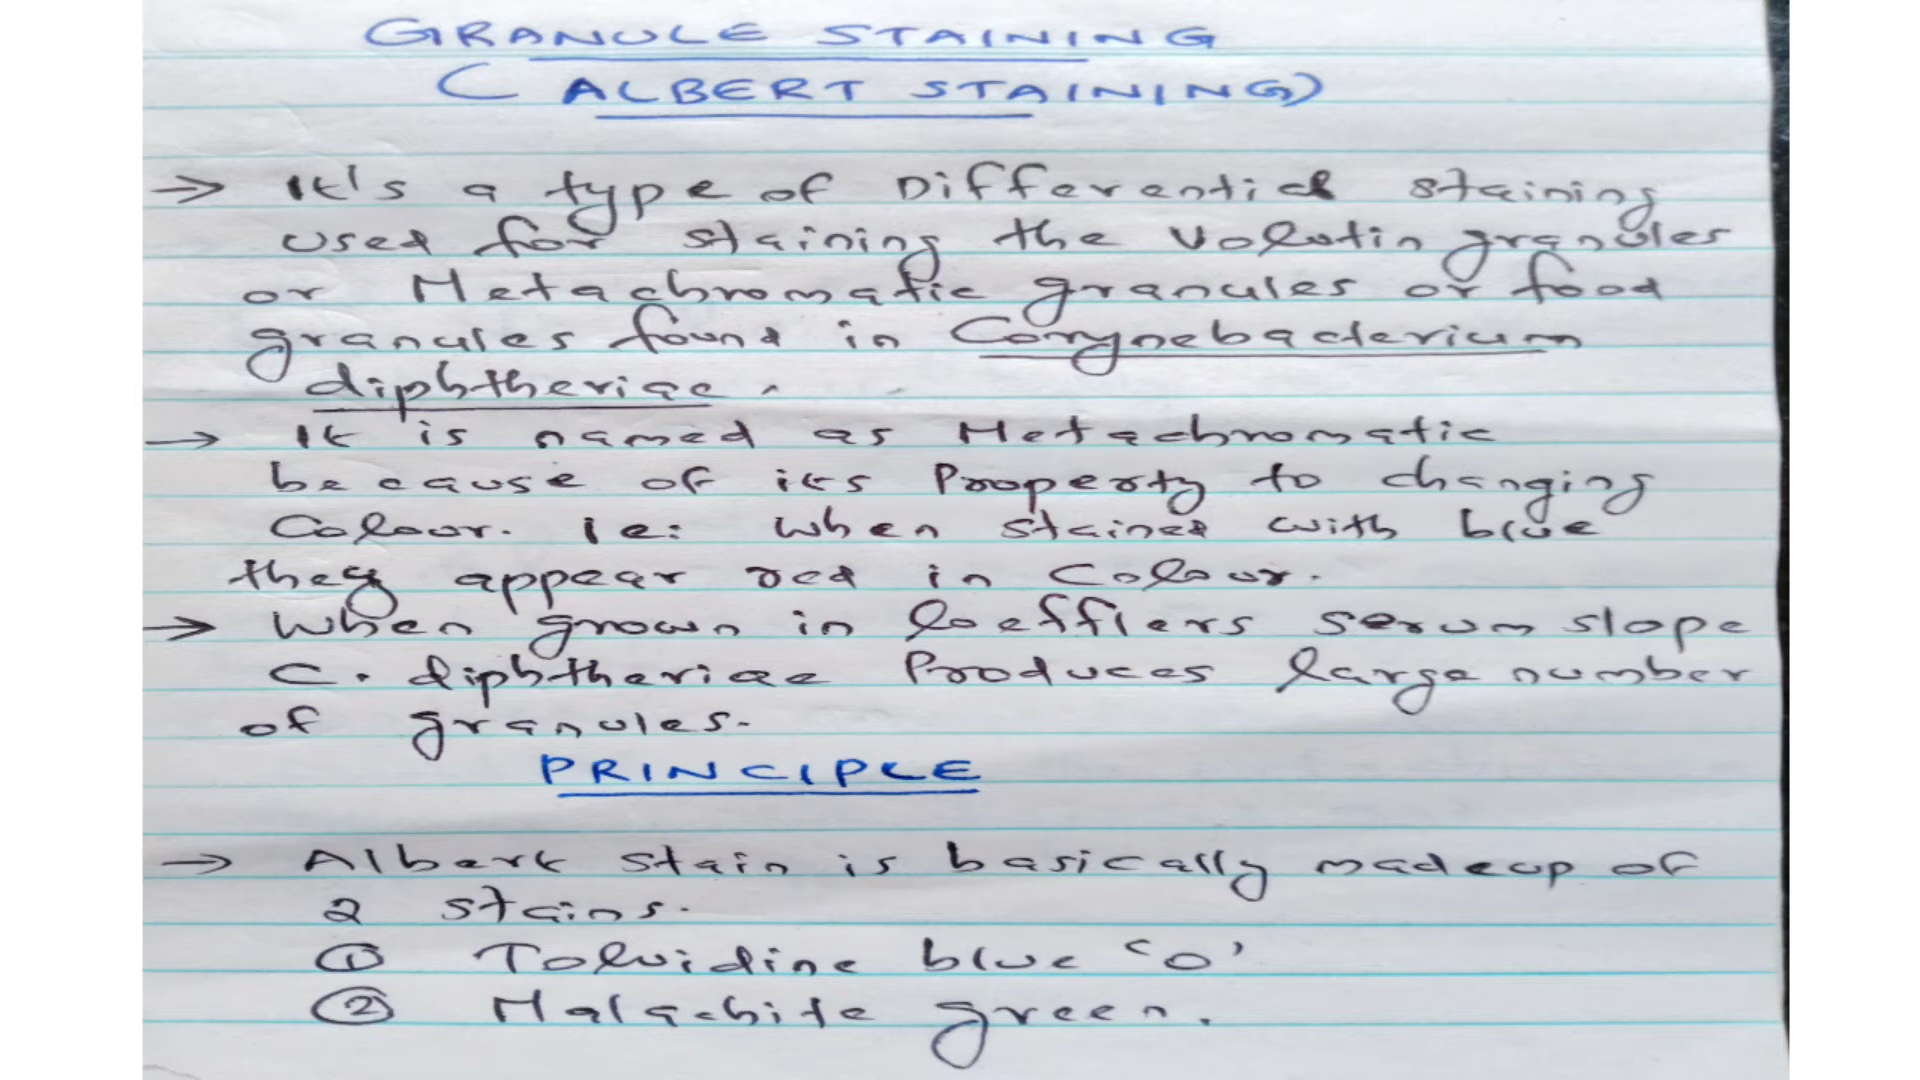 GRANULE STAINING
( ALBERT STAINING)
→ It's a type of Differential staining
used for staining the Volutin granules
or Metachromatic granules or food
granules found in Corynebacterium
diphtheriae.
→ It is named as Metachromatic
because of its Property to changing
Colour. ie: when stained with blue
they appear red in Colour.
→ When grown in loefflers serum slope
C. diphtheriae Produces large number
of granules.
PRINCIPLE
→ Albert stain is basically madeup of
2 stains.
① Toluidine blue 'O'
② Malachite green.